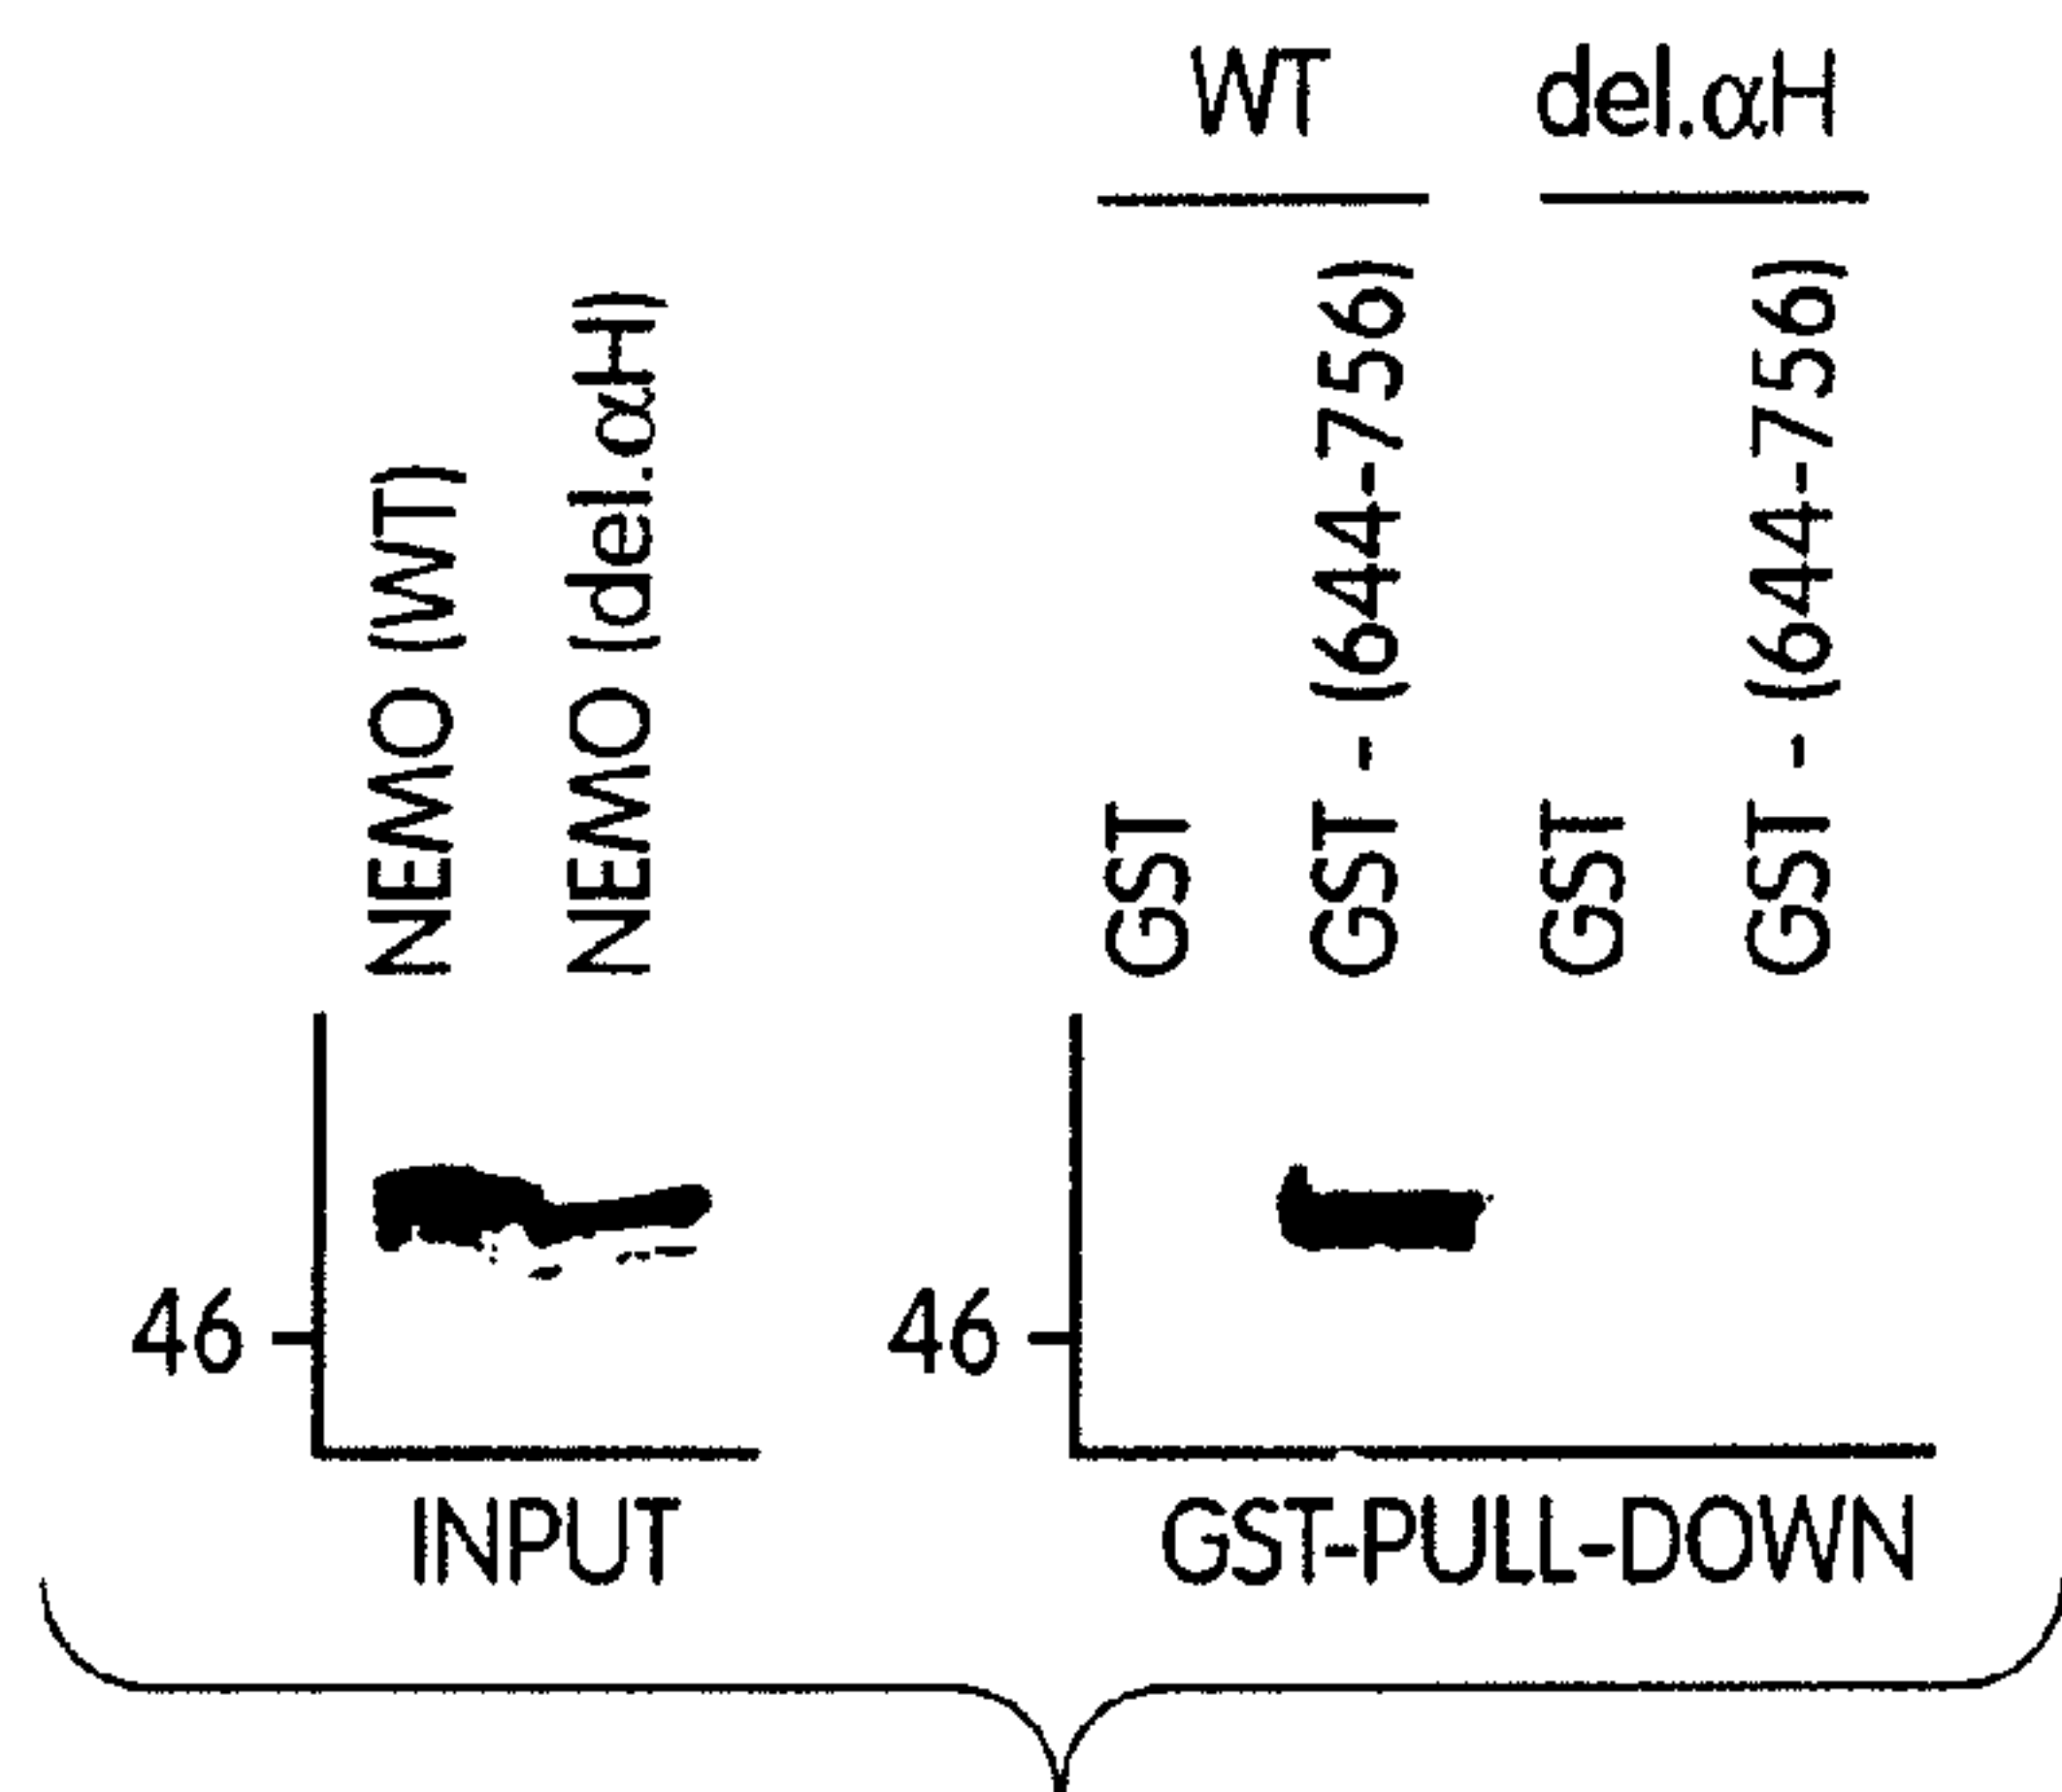 WT del.αH
NEMO (WT)
NEMO (del.αH)
GST
GST - (644-756)
GST
GST - (644-756)
46
46
INPUT
GST-PULL-DOWN